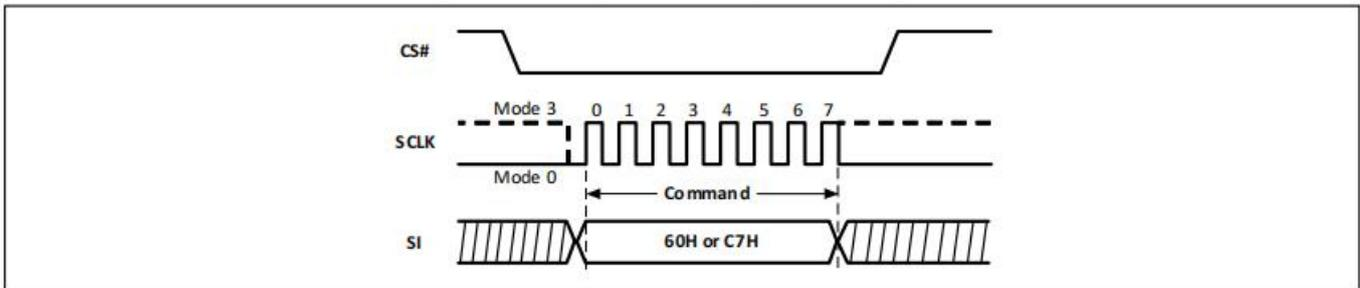 CS#
Mode 3 0 1 2 3 4 5 6 7
SCLK
Mode 0
Command
SI 60H or C7H